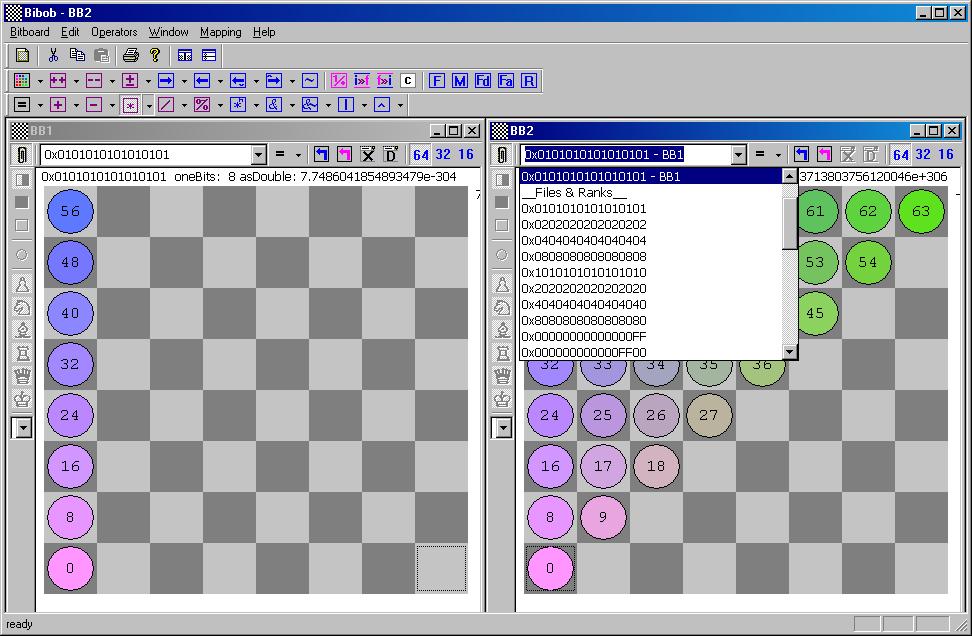 Bibob - BB2
Bitboard Edit Operators Window Mapping Help
++ -- ± ~ ½ i»f f»i C F M Fd Fa R
= + - * / % * & | ^
BB1
0x0101010101010101 = X D 64 32 16
0x0101010101010101 oneBits: 8 asDouble: 7.7486041854893479e-304
56
48
40
32
24
16
8
0
BB2
0x0101010101010101 - BB1 = X D 64 32 16
3713803756120046e+306
0x0101010101010101 - BB1
__Files & Ranks__
0x0101010101010101
0x0202020202020202
0x0404040404040404
0x0808080808080808
0x1010101010101010
0x2020202020202020
0x4040404040404040
0x8080808080808080
0x00000000000000FF
0x000000000000FF00
61 62 63
53 54
45
32 33 34 35 36
24 25 26 27
16 17 18
8 9
0
ready